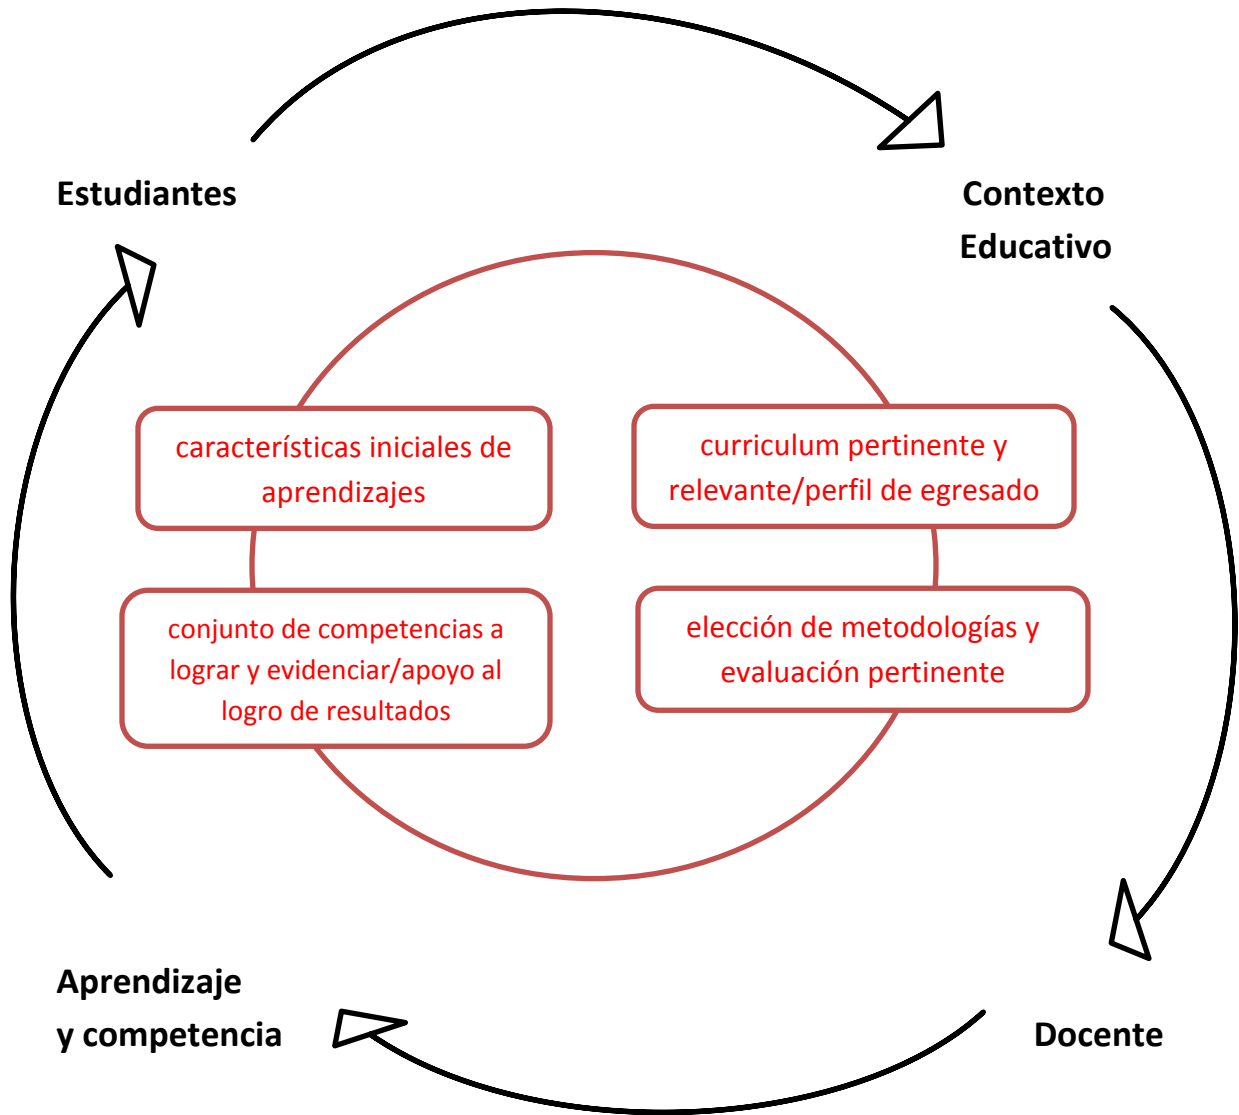 Estudiantes
Contexto
Educativo
características iniciales de
aprendizajes
curriculum pertinente y
relevante/perfil de egresado
conjunto de competencias a
lograr y evidenciar/apoyo al
logro de resultados
elección de metodologías y
evaluación pertinente
Aprendizaje
y competencia
Docente